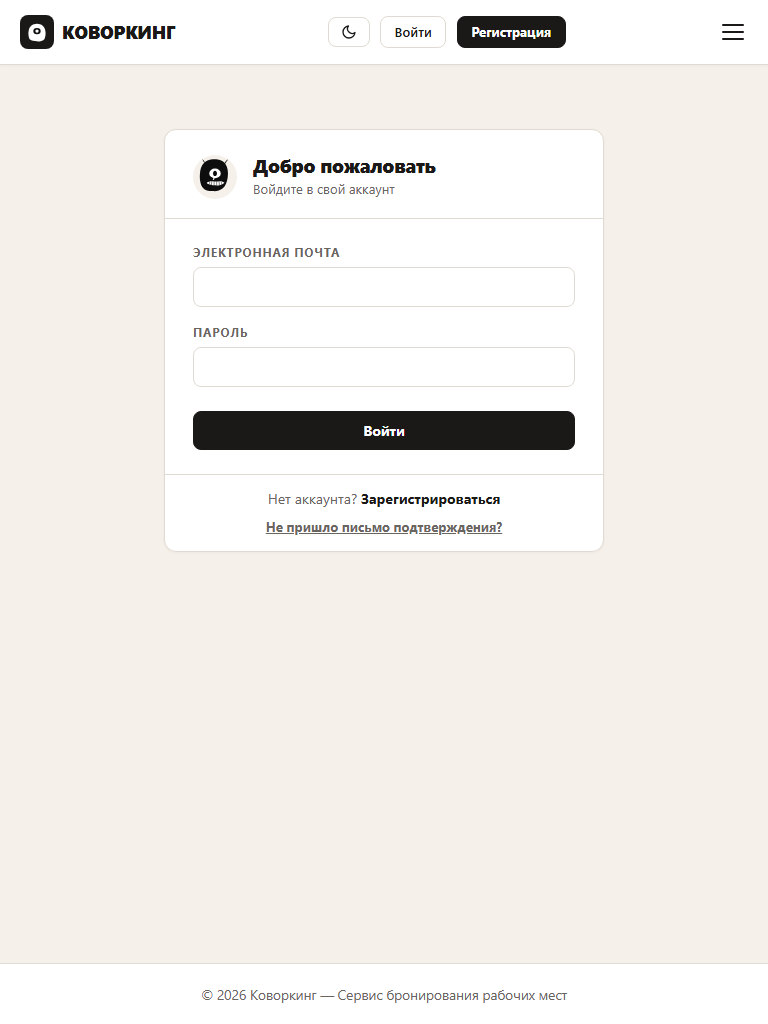 КОВОРКИНГ
Войти
Регистрация
Добро пожаловать
Войдите в свой аккаунт
ЭЛЕКТРОННАЯ ПОЧТА
ПАРОЛЬ
Войти
Нет аккаунта? Зарегистрироваться
Не пришло письмо подтверждения?
© 2026 Коворкинг — Сервис бронирования рабочих мест